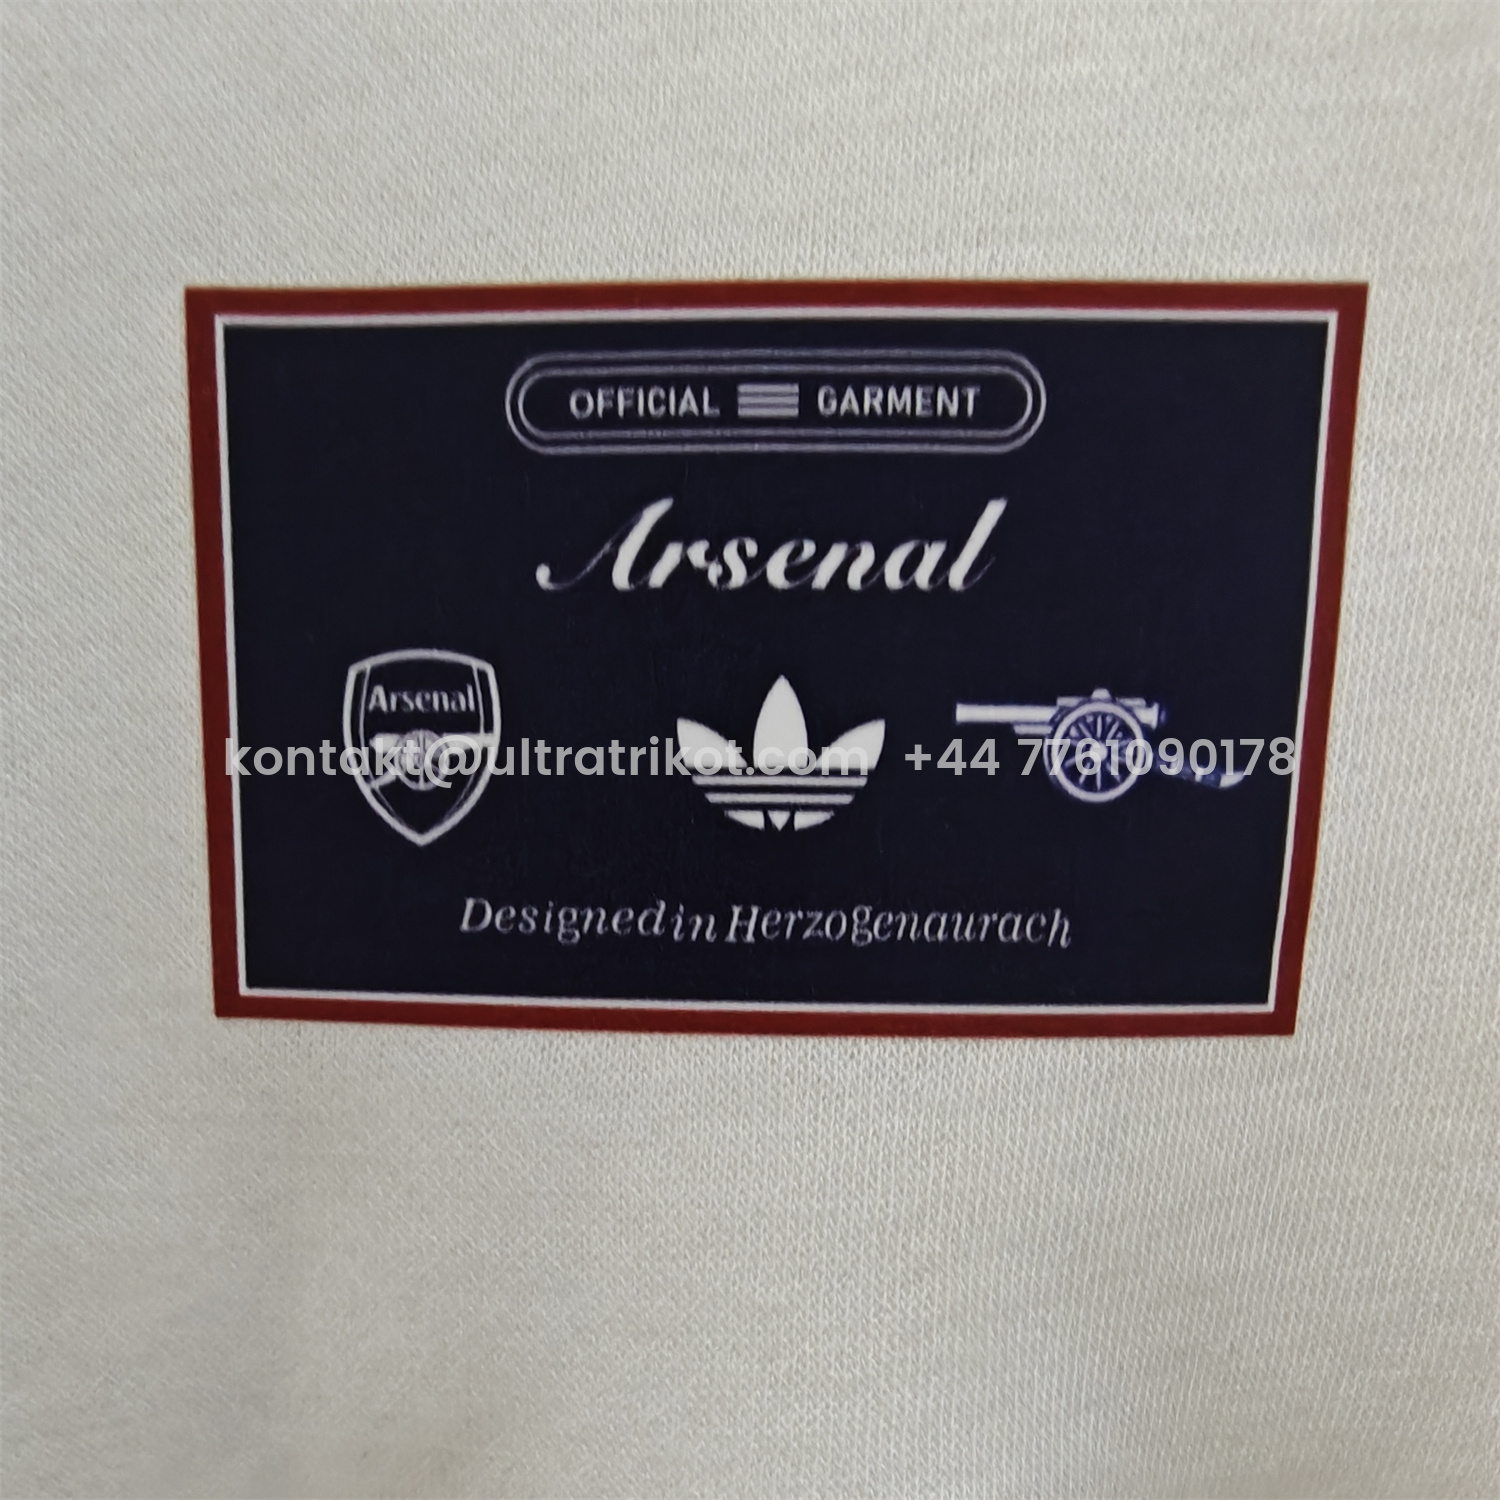 OFFICIAL GARMENT
Arsenal
Arsenal
kontakt@ultratrikot.com +44 7761090178
Designed in Herzogenaurach